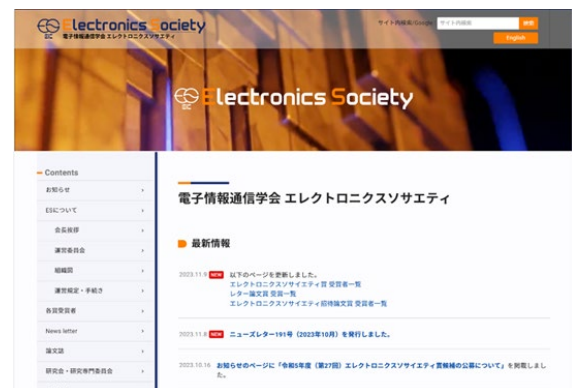 Electronics Society
EiC 電子情報通信学会 エレクトロニクスソサエティ
サイト内検索/Google
サイト内検索
検索
English
Electronics Society
EiC
Contents
お知らせ
ESについて
会長挨拶
運営委員会
組織図
運営規定・手続き
各賞受賞者
News letter
論文誌
研究会・研究専門委員会
電子情報通信学会 エレクトロニクスソサエティ
最新情報
2023.11.9 NEW 以下のページを更新しました。
エレクトロニクスソサイエティ賞 受賞者一覧
レター論文賞 受賞一覧
エレクトロニクスソサイエティ招待論文賞 受賞者一覧
2023.11.8 NEW ニューズレター191号（2023年10月）を発行しました。
2023.10.16 お知らせのページに「令和5年度（第27回）エレクトロニクスソサイエティ賞候補の公募について」を掲載しまし
た。